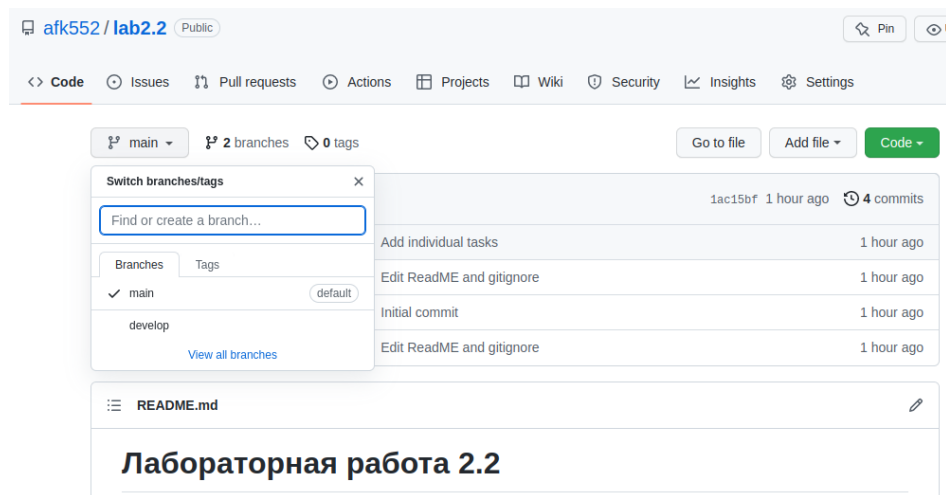 afk552 / lab2.2 Public Pin
Code Issues Pull requests Actions Projects Wiki Security Insights Settings
main 2 branches 0 tags Go to file Add file Code
Switch branches/tags
1ac15bf 1 hour ago 4 commits
Find or create a branch…
Add individual tasks 1 hour ago
Branches Tags
Edit ReadME and gitignore 1 hour ago
main default
Initial commit 1 hour ago
develop
Edit ReadME and gitignore 1 hour ago
View all branches
README.md
Лабораторная работа 2.2